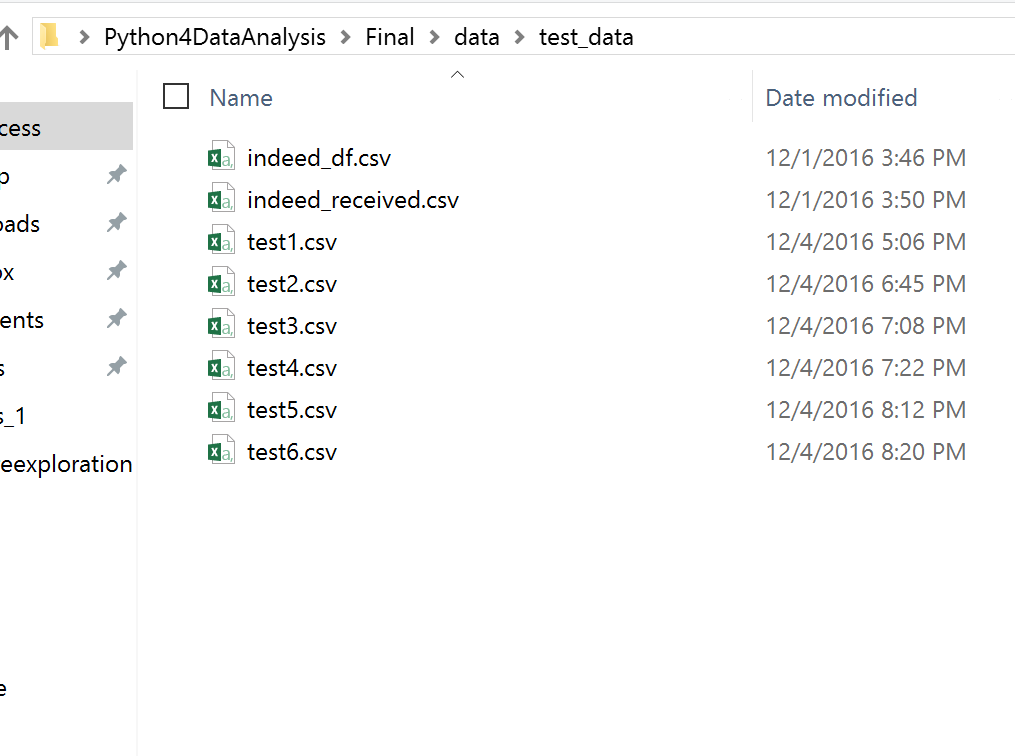 Python4DataAnalysis > Final > data > test_data
Name Date modified
cess
p
oads
ox
ents
s
s_1
eexploration
e
indeed_df.csv 12/1/2016 3:46 PM
indeed_received.csv 12/1/2016 3:50 PM
test1.csv 12/4/2016 5:06 PM
test2.csv 12/4/2016 6:45 PM
test3.csv 12/4/2016 7:08 PM
test4.csv 12/4/2016 7:22 PM
test5.csv 12/4/2016 8:12 PM
test6.csv 12/4/2016 8:20 PM